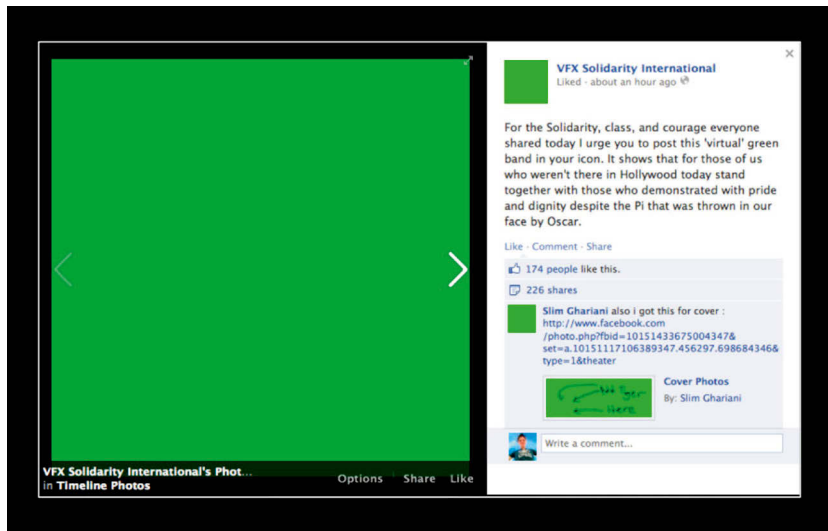 VFX Solidarity International
Liked · about an hour ago
For the Solidarity, class, and courage everyone
shared today I urge you to post this 'virtual' green
band in your icon. It shows that for those of us
who weren't there in Hollywood today stand
together with those who demonstrated with pride
and dignity despite the Pi that was thrown in our
face by Oscar.
Like · Comment · Share
174 people like this.
226 shares
Slim Ghariani also i got this for cover :
http://www.facebook.com
/photo.php?fbid=10151433675004347&
set=a.10151117106389347.456297.698684346&
type=1&theater
Here
Cover Photos
By: Slim Ghariani
Write a comment...
VFX Solidarity International's Phot...
in Timeline Photos
Options Share Like